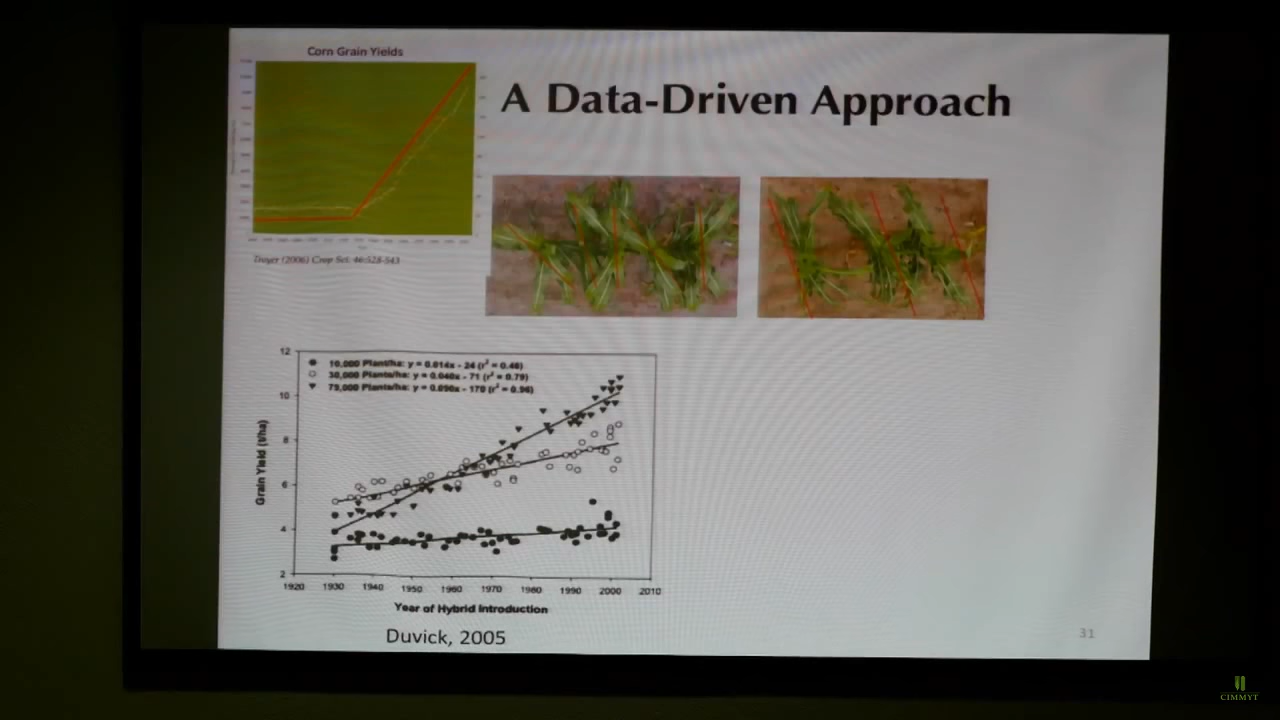 Corn Grain Yields
A Data-Driven Approach
Troyer (2006) Crop Sci. 46:528-543
12
10
8
6
4
2
Grain Yield (t/ha)
10,000 Plant/ha: y = 0.014x - 24 (r² = 0.46)
30,000 Plants/ha: y = 0.040x - 71 (r² = 0.79)
79,000 Plants/ha: y = 0.090x - 170 (r² = 0.96)
1920 1930 1940 1950 1960 1970 1980 1990 2000 2010
Year of Hybrid Introduction
Duvick, 2005
31
CIMMYT